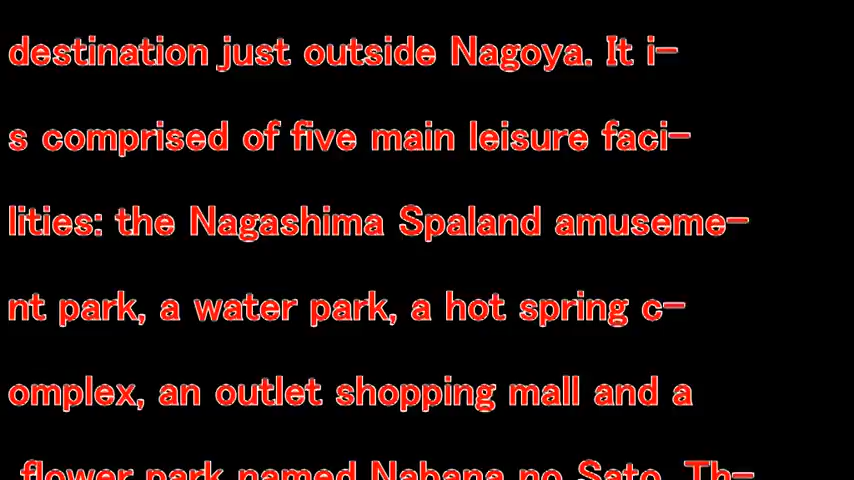 destination just outside Nagoya. It i-
s comprised of five main leisure faci-
lities: the Nagashima Spaland amuseme-
nt park, a water park, a hot spring c-
omplex, an outlet shopping mall and a
flower park named Nabana no Sato. Th-